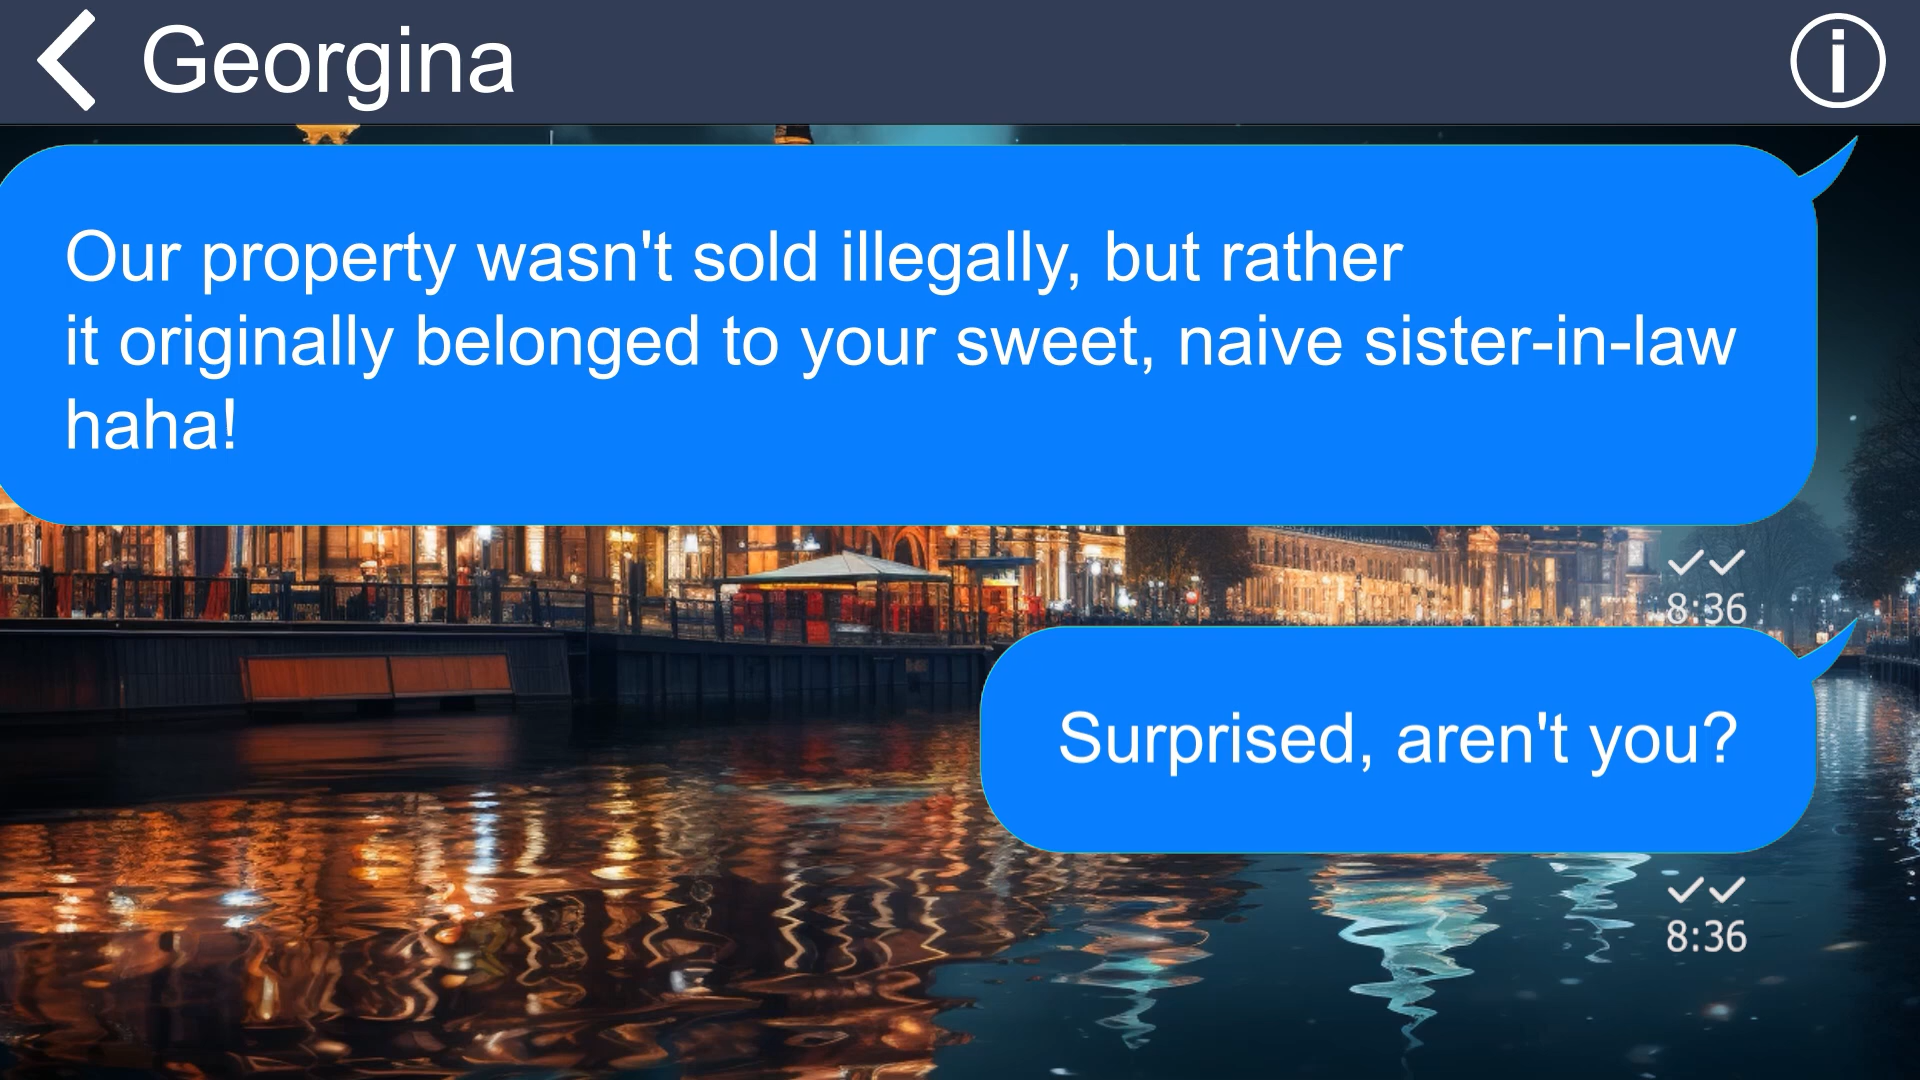 Georgina
Our property wasn't sold illegally, but rather
it originally belonged to your sweet, naive sister-in-law
haha!
8:36
Surprised, aren't you?
8:36